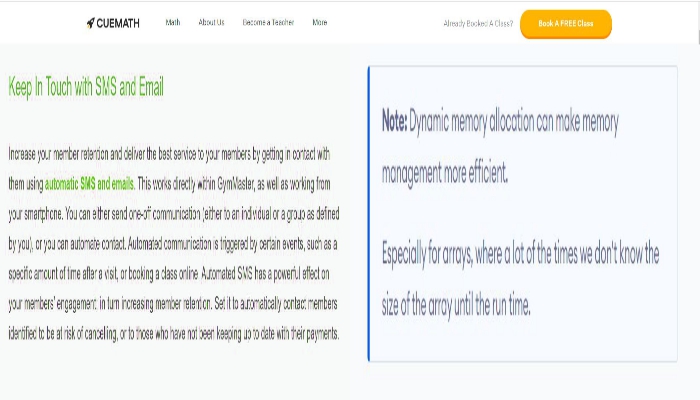 CUEMATH Math About Us Become a Teacher More Already Booked A Class? Book A FREE Class
Keep In Touch with SMS and Email
Increase your member retention and deliver the best service to your members by getting in contact with
them using automatic SMS and emails. This works directly within GymMaster, as well as working from
your smartphone. You can either send one-off communication (either to an individual or a group as defined
by you), or you can automate contact. Automated communication is triggered by certain events, such as a
specific amount of time after a visit, or booking a class online. Automated SMS has a powerful effect on
your members' engagement: in turn increasing member retention. Set it to automatically contact members
identified to be at risk of cancelling, or to those who have not been keeping up to date with their payments.
Note: Dynamic memory allocation can make memory
management more efficient.
Especially for arrays, where a lot of the times we don't know the
size of the array until the run time.